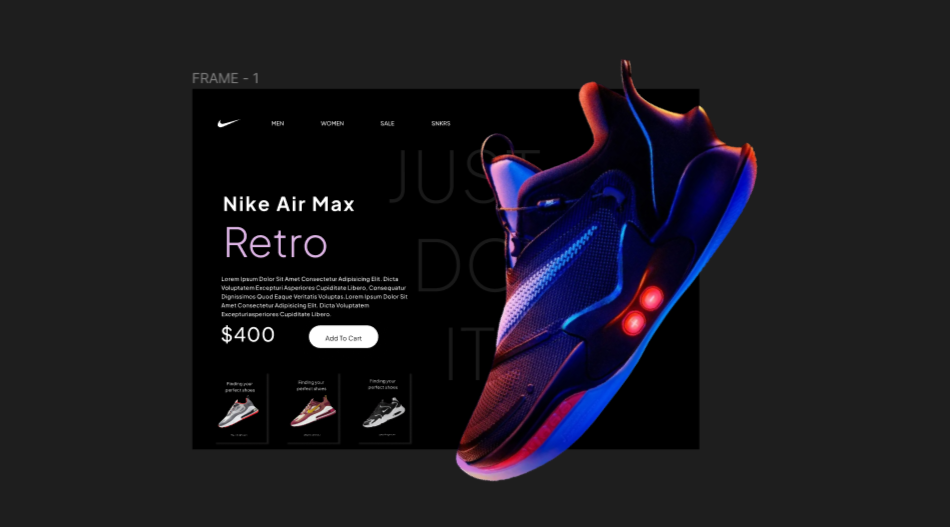 FRAME - 1
MEN WOMEN SALE SNKRS
JUST
DO
IT
Nike Air Max
Retro
Lorem Ipsum Dolor Sit Amet Consectetur Adipisicing Elit. Dicta
Voluptatem Excepturi Asperiores Cupiditate Libero, Consequatur
Dignissimos Quod Eaque Veritatis Voluptas.Lorem Ipsum Dolor Sit
Amet Consectetur Adipisicing Elit. Dicta Voluptatem
Excepturiasperiores Cupiditate Libero.
$400
Add To Cart
Finding your
perfect shoes
Finding your
perfect shoes
Finding your
perfect shoes